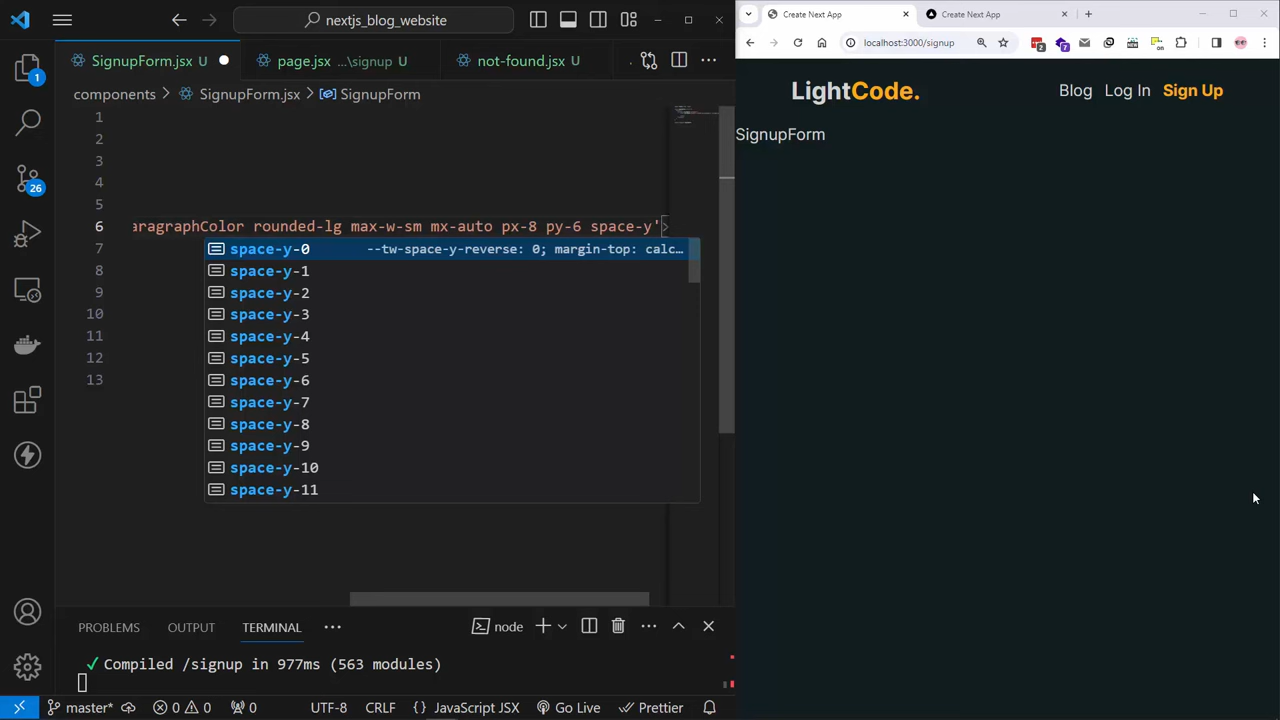 nextjs_blog_website
Create Next App
Create Next App
SignupForm.jsx U
page.jsx ...\signup U
not-found.jsx U
localhost:3000/signup
components > SignupForm.jsx > SignupForm
LightCode.
Blog Log In Sign Up
SignupForm
1
2
3
4
5
6 aragraphColor rounded-lg max-w-sm mx-auto px-8 py-6 space-y'>
7 space-y-0 --tw-space-y-reverse: 0; margin-top: calc…
8 space-y-1
9 space-y-2
10 space-y-3
11 space-y-4
12 space-y-5
13 space-y-6
space-y-7
space-y-8
space-y-9
space-y-10
space-y-11
1
26
2
7
PROBLEMS OUTPUT TERMINAL ... node
✓ Compiled /signup in 977ms (563 modules)
master* 0 0 0 UTF-8 CRLF {} JavaScript JSX Go Live Prettier